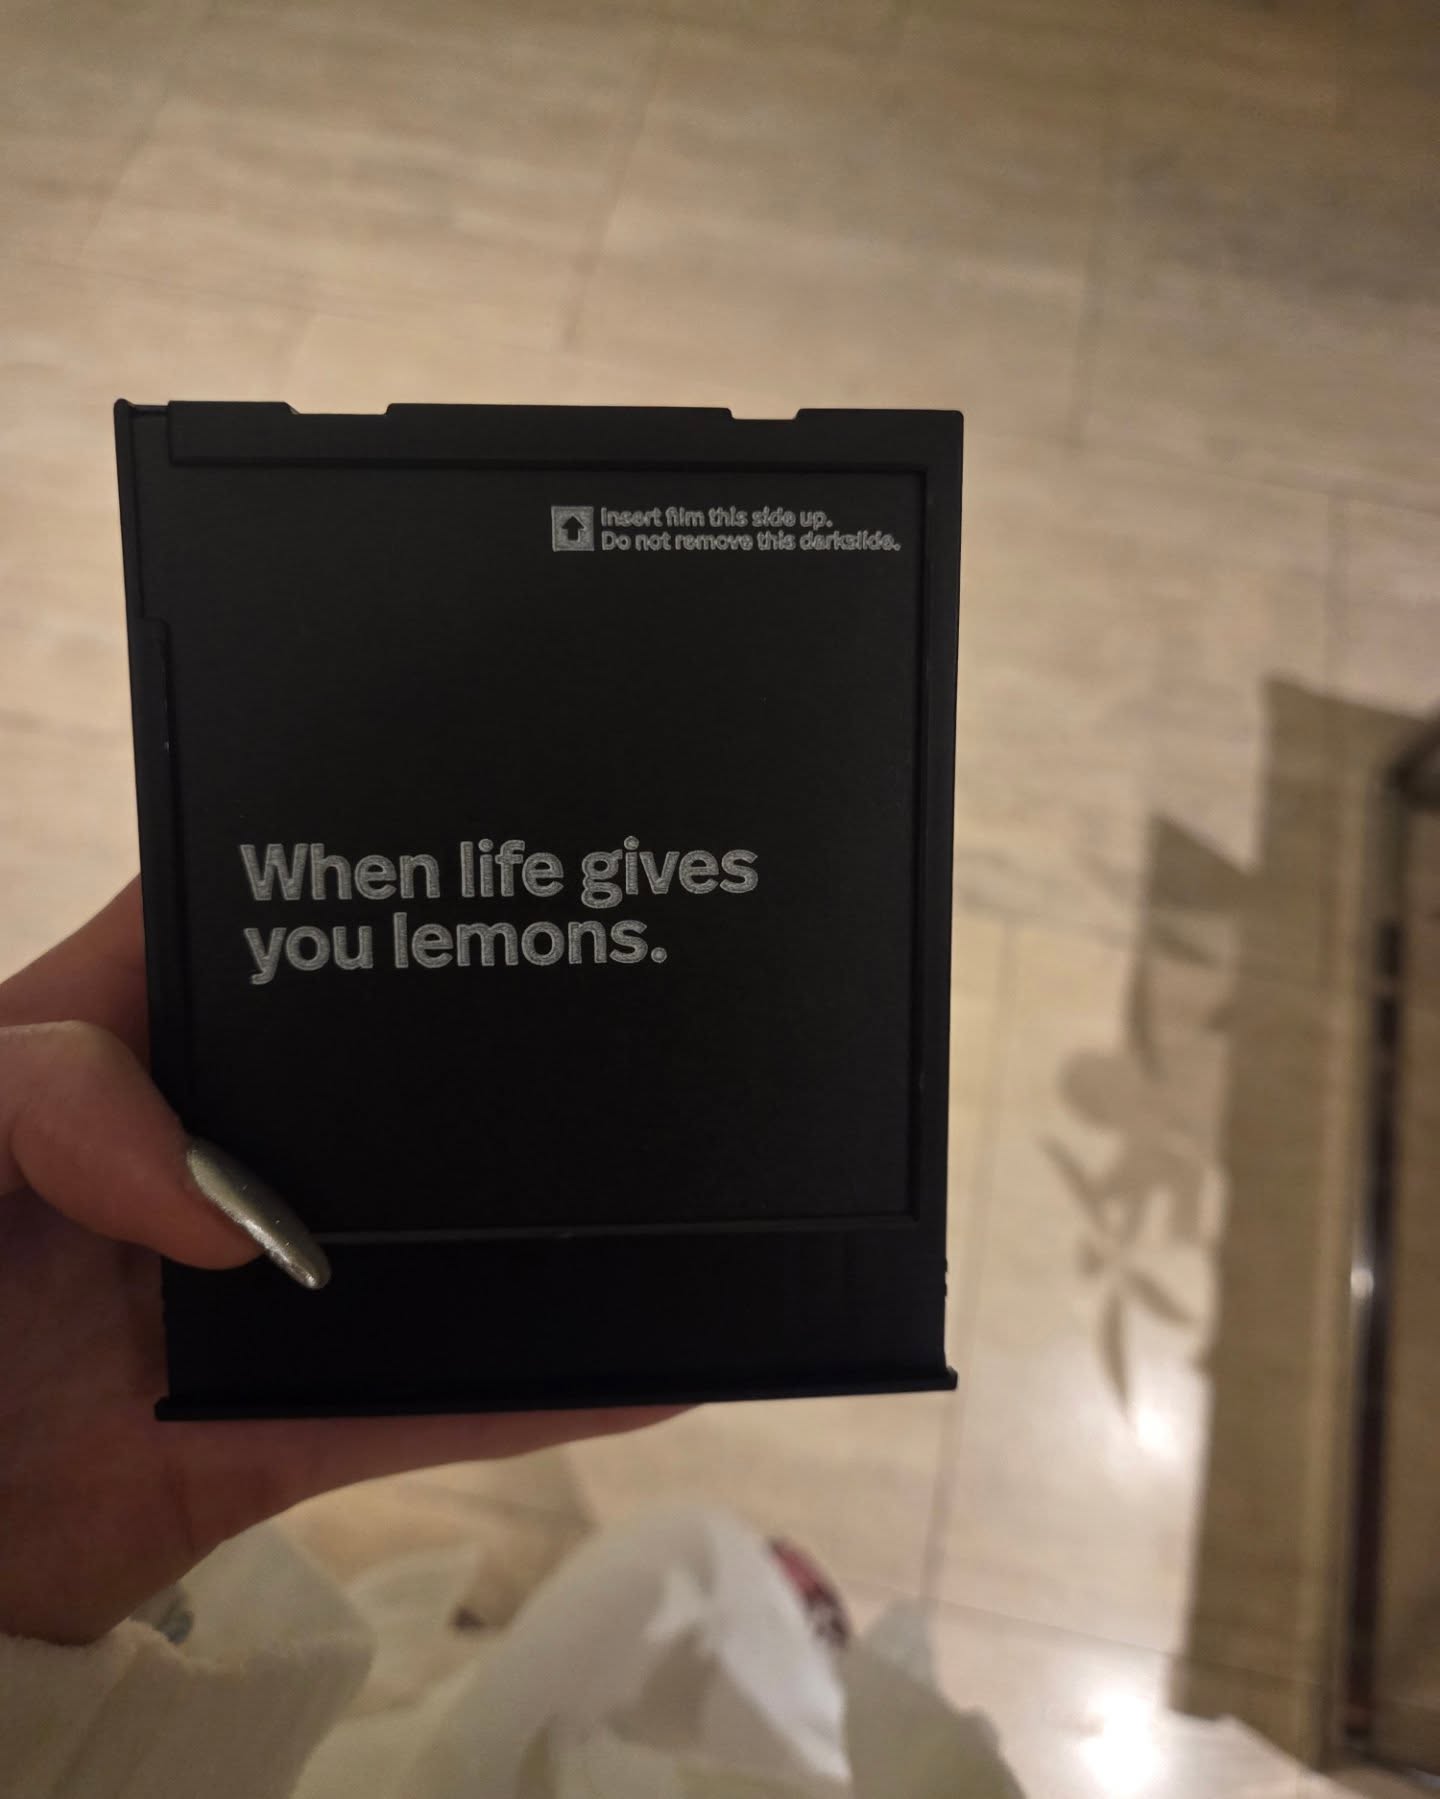 Insert film this side up.
Do not remove this darkslide.
When life gives
you lemons.